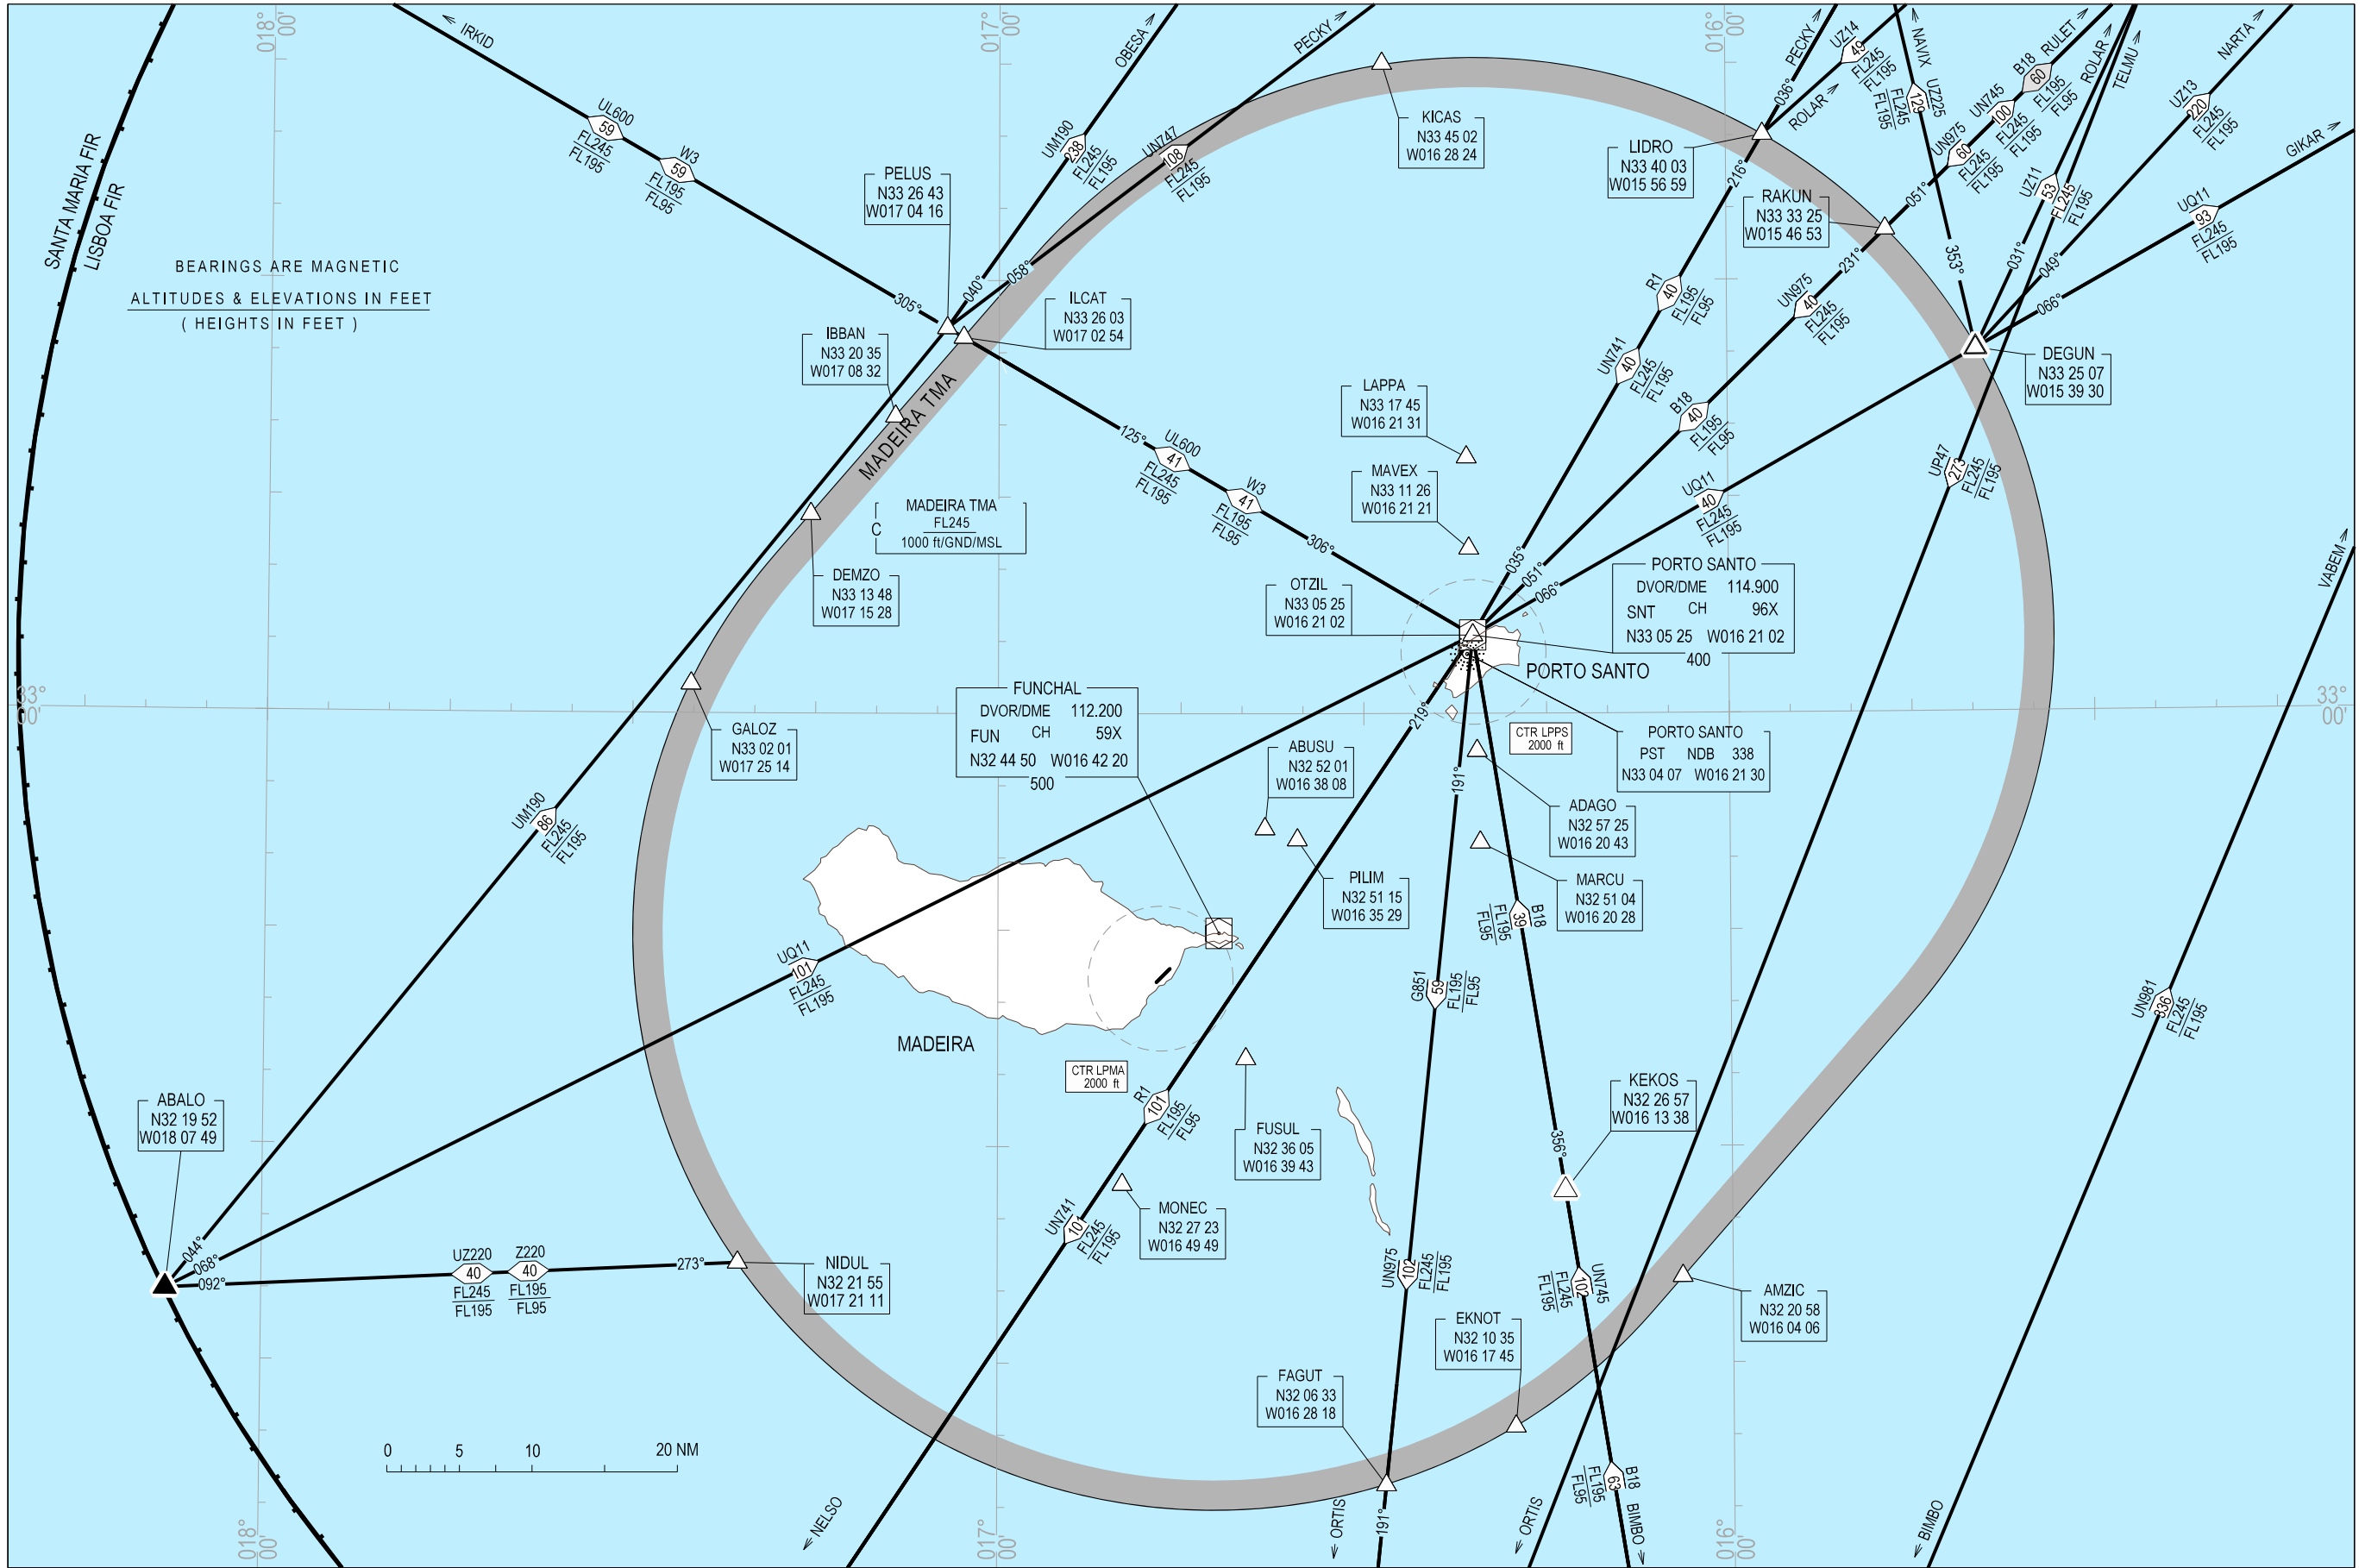 018° 00'
017° 00'
016° 00'
IRKID
OBESA
PECKY
PECKY
UZ14
49
FL245
FL195
ROLAR
NAVIX
UZ225
129
FL245
FL195
B18
60
FL195
FL95
RULET
UN745
100
FL245
FL195
UN975
60
FL245
FL195
ROLAR
TELMU
NARTA
UZ13
220
FL245
FL195
GIKAR
UQ11
93
FL245
FL195
UZ11
53
FL245
FL195
SANTA MARIA FIR
LISBOA FIR
UL600
59
FL245
FL195
W3
59
FL195
FL95
UM190
238
FL245
FL195
UN747
108
FL245
FL195
KICAS
N33 45 02
W016 28 24
LIDRO
N33 40 03
W015 56 59
036°
216°
RAKUN
N33 33 25
W015 46 53
051°
231°
353°
031°
049°
066°
PELUS
N33 26 43
W017 04 16
BEARINGS ARE MAGNETIC
ALTITUDES & ELEVATIONS IN FEET
( HEIGHTS IN FEET )
305°
040°
058°
ILCAT
N33 26 03
W017 02 54
IBBAN
N33 20 35
W017 08 32
MADEIRA TMA
R1
40
FL195
FL95
UN975
40
FL245
FL195
UN741
40
FL245
FL195
B18
40
FL195
FL95
DEGUN
N33 25 07
W015 39 30
LAPPA
N33 17 45
W016 21 31
125°
UL600
41
FL245
FL195
W3
41
FL195
FL95
306°
MAVEX
N33 11 26
W016 21 21
UQ11
40
FL245
FL195
UP47
273
FL245
FL195
MADEIRA TMA
C
FL245
1000 ft/GND/MSL
DEMZO
N33 13 48
W017 15 28
035°
051°
066°
OTZIL
N33 05 25
W016 21 02
PORTO SANTO
DVOR/DME 114.900
SNT CH 96X
N33 05 25 W016 21 02
400
VABEM
PORTO SANTO
33° 00'
33° 00'
FUNCHAL
DVOR/DME 112.200
FUN CH 59X
N32 44 50 W016 42 20
500
219°
191°
CTR LPPS
2000 ft
PORTO SANTO
PST NDB 338
N33 04 07 W016 21 30
GALOZ
N33 02 01
W017 25 14
ABUSU
N32 52 01
W016 38 08
ADAGO
N32 57 25
W016 20 43
UM190
86
FL245
FL195
PILIM
N32 51 15
W016 35 29
MARCU
N32 51 04
W016 20 28
B18
39
FL195
FL95
UQ11
101
FL245
FL195
G851
59
FL195
FL95
UN981
336
FL245
FL195
MADEIRA
CTR LPMA
2000 ft
R1
101
FL195
FL95
KEKOS
N32 26 57
W016 13 38
356°
ABALO
N32 19 52
W018 07 49
FUSUL
N32 36 05
W016 39 43
MONEC
N32 27 23
W016 49 49
UN741
101
FL245
FL195
044°
068°
092°
UZ220
40
FL245
FL195
Z220
40
FL195
FL95
273°
NIDUL
N32 21 55
W017 21 11
UN975
102
FL245
FL195
UN745
102
FL245
FL195
AMZIC
N32 20 58
W016 04 06
EKNOT
N32 10 35
W016 17 45
FAGUT
N32 06 33
W016 28 18
0 5 10 20 NM
B18
63
FL195
FL95
NELSO
ORTIS
191°
ORTIS
BIMBO
BIMBO
018° 00'
017° 00'
016° 00'